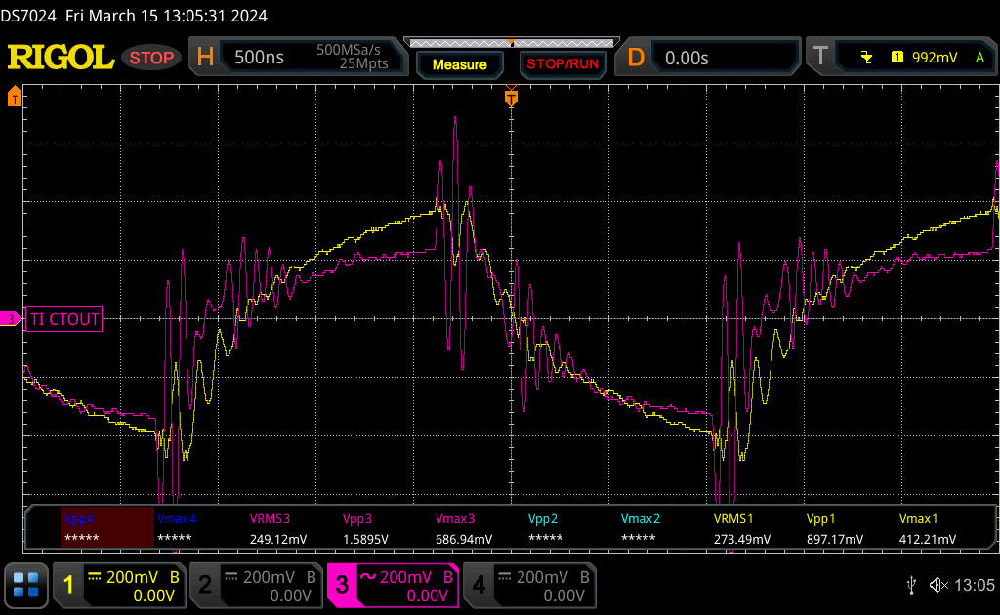 DS7024 Fri March 15 13:05:31 2024
RIGOL STOP H 500ns 500MSa/s 25Mpts Measure STOP/RUN D 0.00s T 1 992mV A
T
T
3 TI CTOUT
Vpp4 Vmax4 VRMS3 Vpp3 Vmax3 Vpp2 Vmax2 VRMS1 Vpp1 Vmax1
***** ***** 249.12mV 1.5895V 686.94mV ***** ***** 273.49mV 897.17mV 412.21mV
1 200mV B 2 200mV B 3 200mV B 4 200mV B
0.00V 0.00V 0.00V 0.00V 13:05